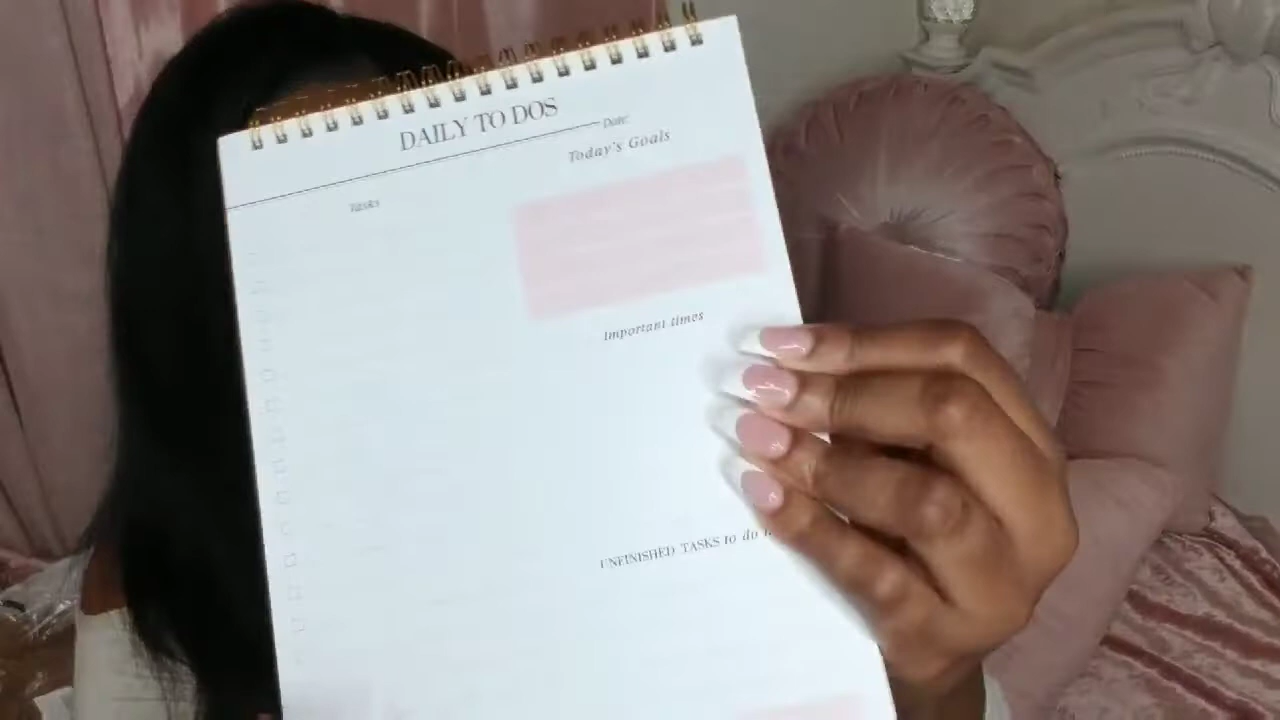 DAILY TO DOS
Date:
Today's Goals
Tasks
Important times
UNFINISHED TASKS to do